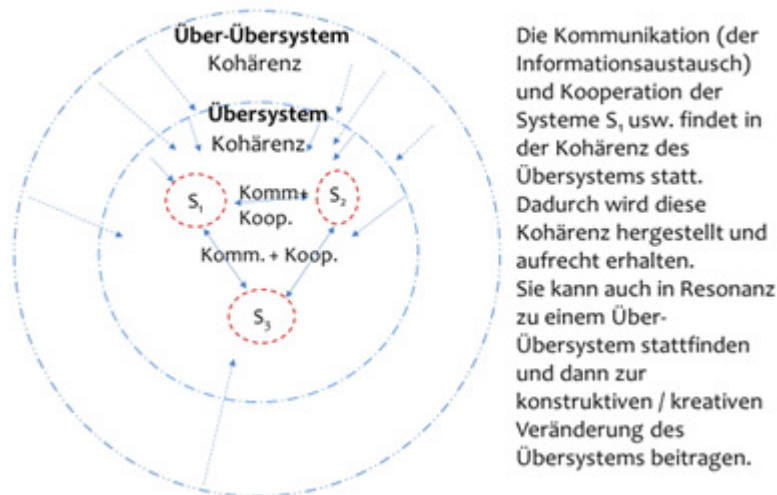 Über-Übersystem
Kohärenz
Übersystem
Kohärenz
S₁
Komm+
Koop.
S₂
Komm. + Koop.
S₃
Die Kommunikation (der
Informationsaustausch)
und Kooperation der
Systeme S₁ usw. findet in
der Kohärenz des
Übersystems statt.
Dadurch wird diese
Kohärenz hergestellt und
aufrecht erhalten.
Sie kann auch in Resonanz
zu einem Über-
Übersystem stattfinden
und dann zur
konstruktiven / kreativen
Veränderung des
Übersystems beitragen.